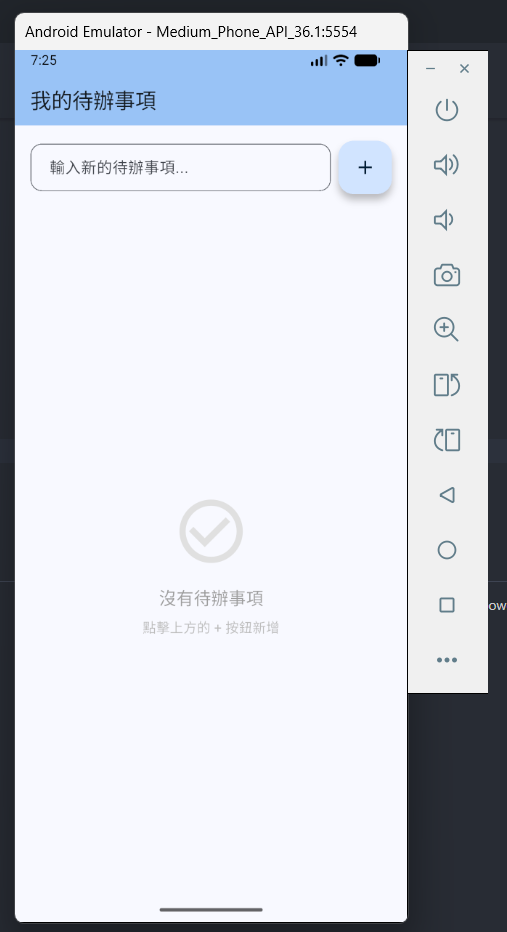 Android Emulator - Medium_Phone_API_36.1:5554
7:25
我的待辦事項
輸入新的待辦事項...
+
沒有待辦事項
點擊上方的 + 按鈕新增
ow